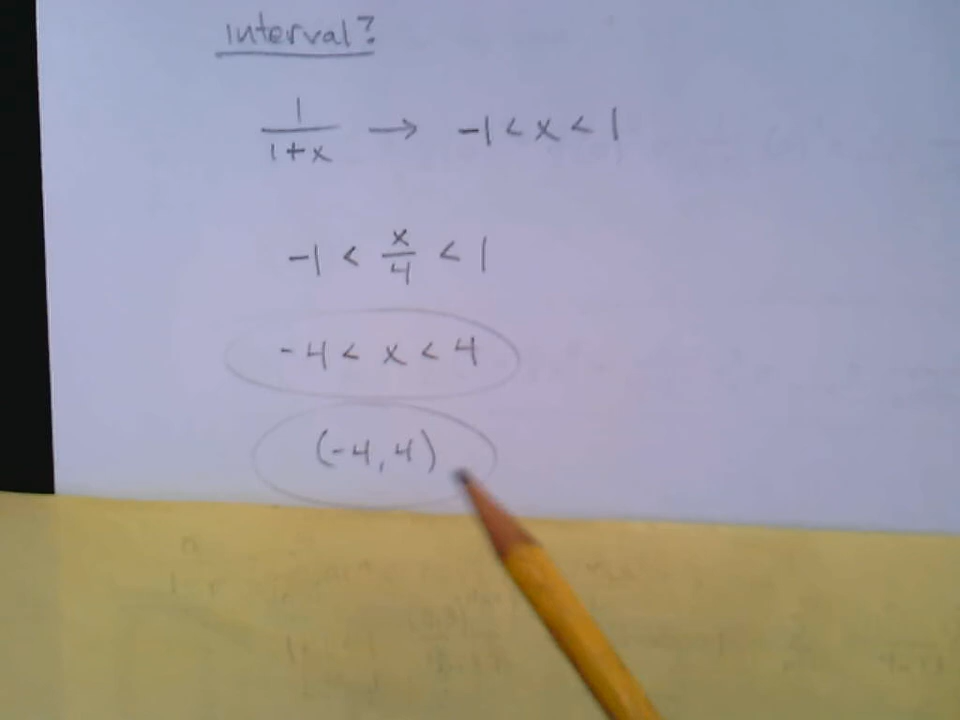 interval?
1/(1+x) → -1 < x < 1
-1 < x/4 < 1
-4 < x < 4
(-4, 4)